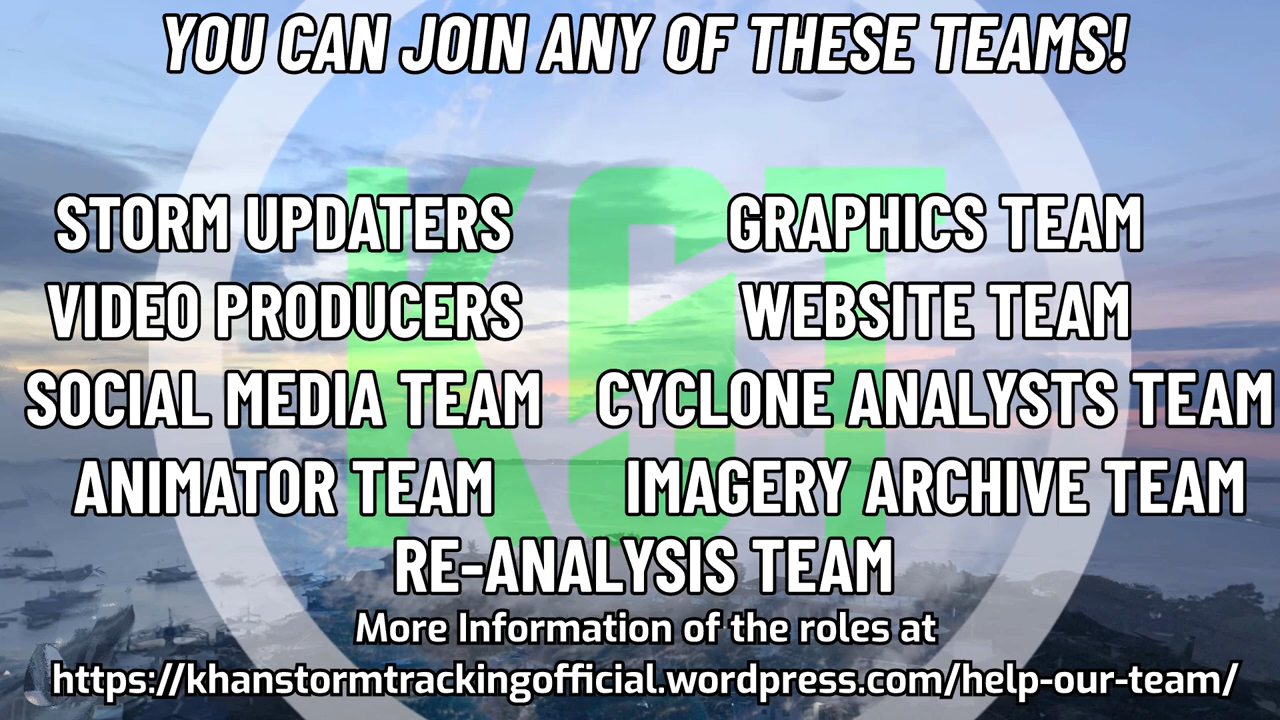 YOU CAN JOIN ANY OF THESE TEAMS!
KST
STORM UPDATERS
GRAPHICS TEAM
VIDEO PRODUCERS
WEBSITE TEAM
SOCIAL MEDIA TEAM
CYCLONE ANALYSTS TEAM
ANIMATOR TEAM
IMAGERY ARCHIVE TEAM
RE-ANALYSIS TEAM
More Information of the roles at
https://khanstormtrackingofficial.wordpress.com/help-our-team/